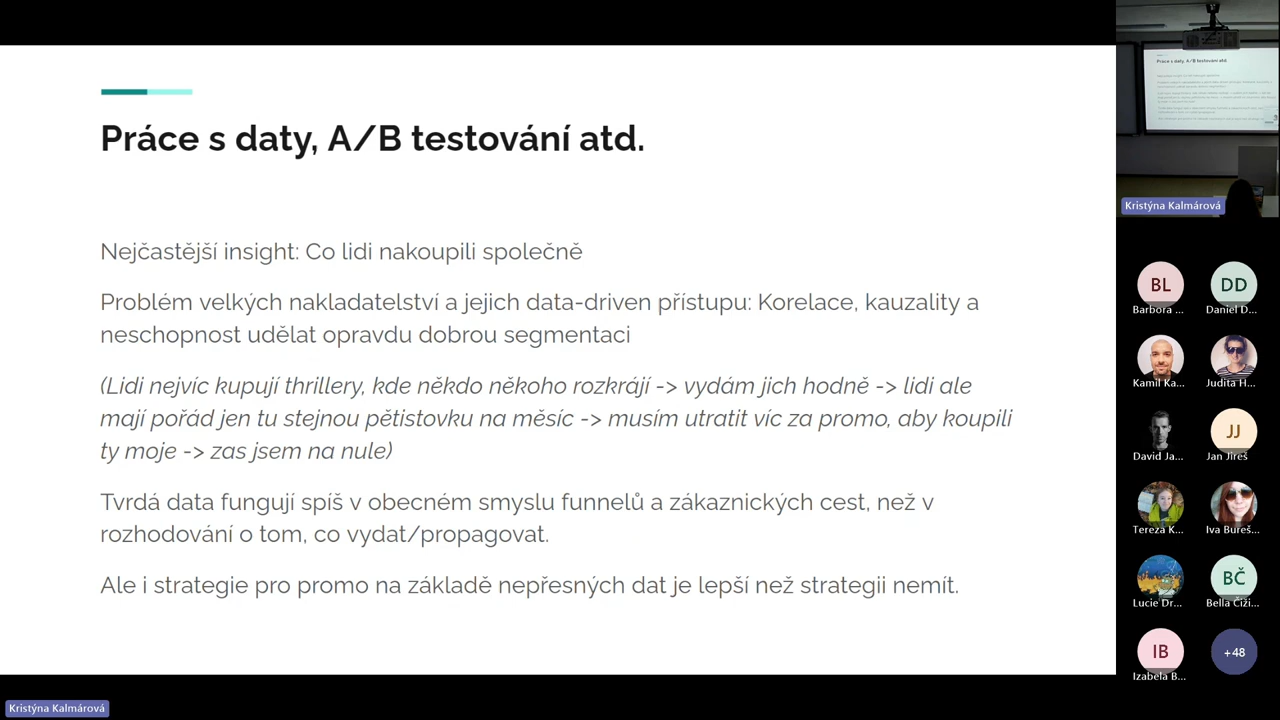 Práce s daty, A/B testování atd.
Nejčastější insight: Co lidi nakoupili společně
Problém velkých nakladatelství a jejich data-driven přístupu: Korelace, kauzality a
neschopnost udělat opravdu dobrou segmentaci
(Lidi nejvíc kupují thrillery, kde někdo někoho rozkrájí -> vydám jich hodně -> lidi ale
mají pořád jen tu stejnou pětistovku na měsíc -> musím utratit víc za promo, aby koupili
ty moje -> zas jsem na nule)
Tvrdá data fungují spíš v obecném smyslu funnelů a zákaznických cest, než v
rozhodování o tom, co vydat/propagovat.
Ale i strategie pro promo na základě nepřesných dat je lepší než strategii nemít.
Práce s daty, A/B testování atd.
Kristýna Kalmárová
BL
DD
Barbora ...
Daniel D...
Kamil Ka...
Judita H...
JJ
David Ja...
Jan Jireš
Tereza K...
Iva Bureš...
BČ
Lucie Dr...
Bella Čiži...
IB
+48
Izabela B...
Kristýna Kalmárová